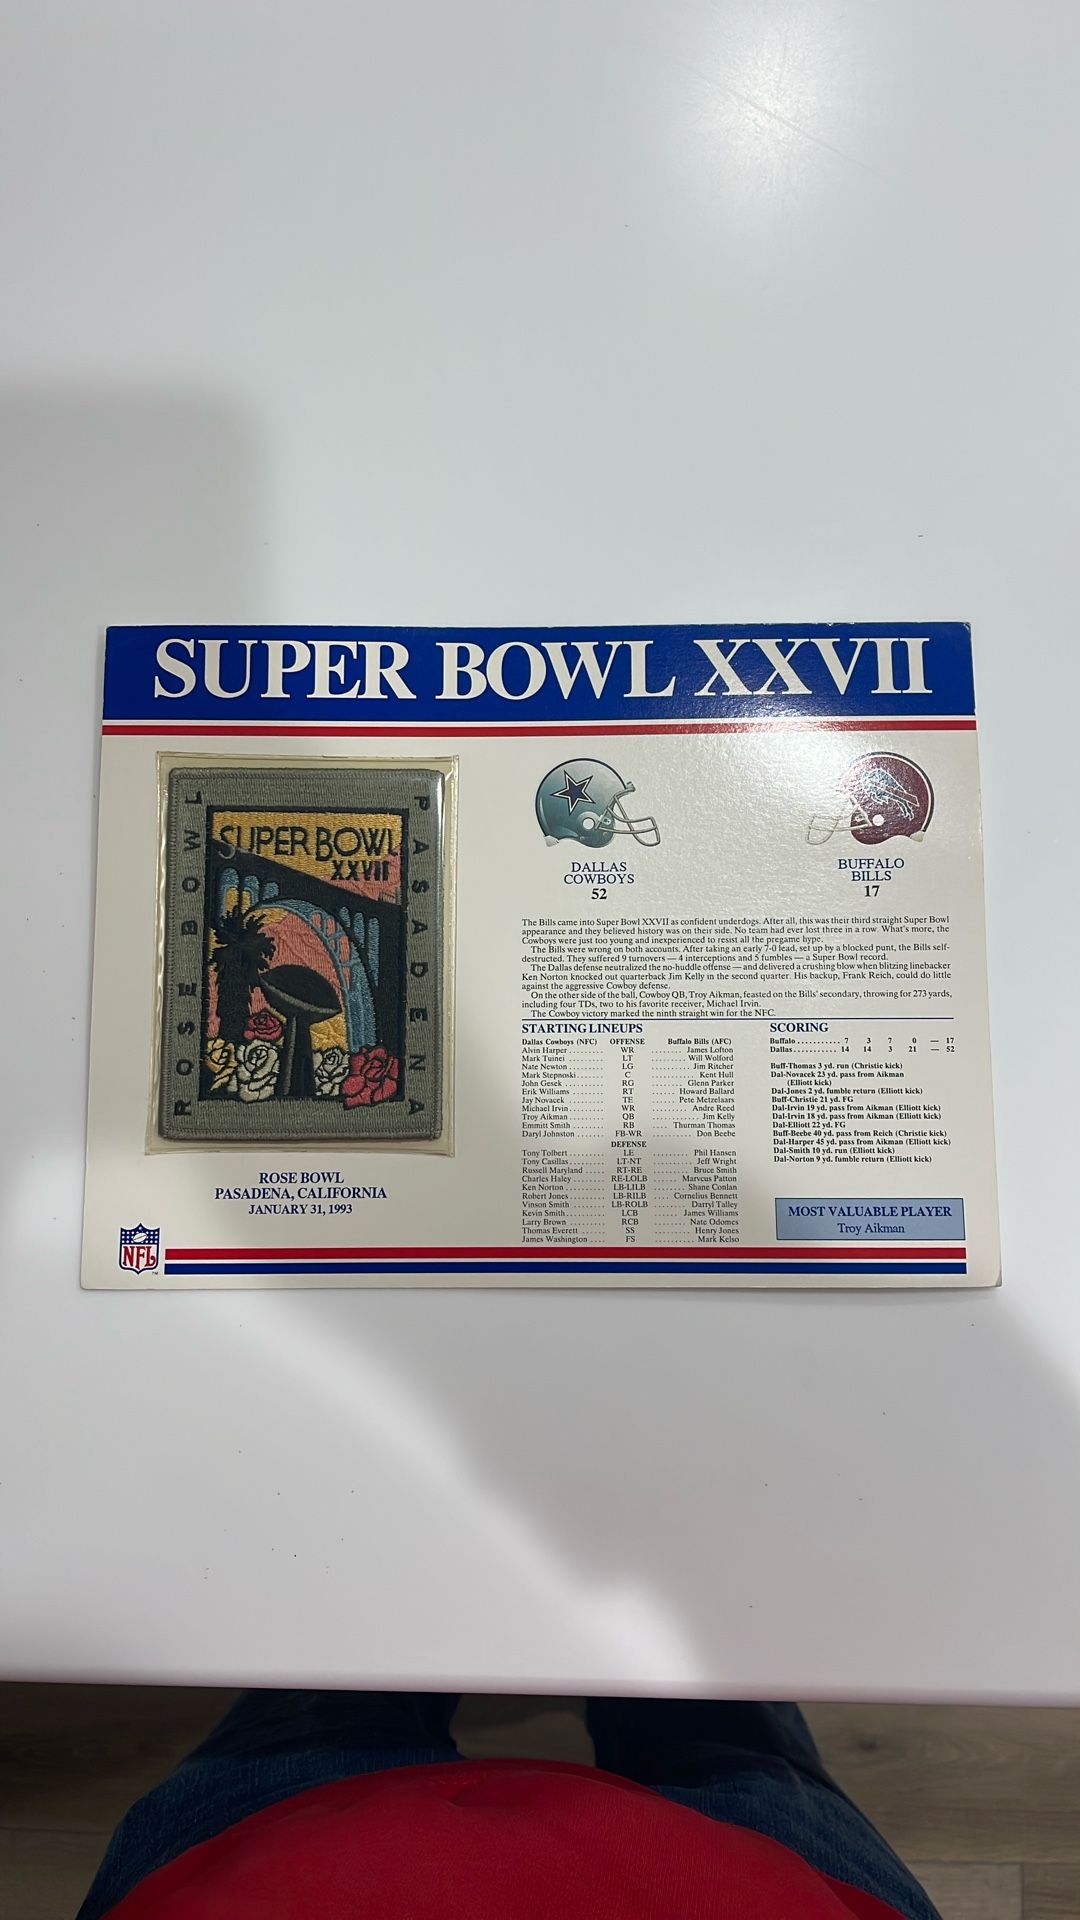 SUPER BOWL XXVII
ROSE BOWL
SUPER BOWL
XXVII
PASADENA
ROSE BOWL
PASADENA, CALIFORNIA
JANUARY 31, 1993
NFL
TM
DALLAS
COWBOYS
52
BUFFALO
BILLS
17
The Bills came into Super Bowl XXVII as confident underdogs. After all, this was their third straight Super Bowl
appearance and they believed history was on their side. No team had ever lost three in a row. What's more, the
Cowboys were just too young and inexperienced to resist all the pregame hype.
The Bills were wrong on both accounts. After taking an early 7-0 lead, set up by a blocked punt, the Bills self-
destructed. They suffered 9 turnovers — 4 interceptions and 5 fumbles — a Super Bowl record.
The Dallas defense neutralized the no-huddle offense — and delivered a crushing blow when blitzing linebacker
Ken Norton knocked out quarterback Jim Kelly in the second quarter. His backup, Frank Reich, could do little
against the aggressive Cowboy defense.
On the other side of the ball, Cowboy QB, Troy Aikman, feasted on the Bills' secondary, throwing for 273 yards,
including four TDs, two to his favorite receiver, Michael Irvin.
The Cowboy victory marked the ninth straight win for the NFC.
STARTING LINEUPS
Dallas Cowboys (NFC) OFFENSE Buffalo Bills (AFC)
Alvin Harper ......... WR ........ James Lofton
Mark Tuinei .......... LT ........ Will Wolford
Nate Newton ......... LG ......... Jim Ritcher
Mark Stepnoski ....... C .......... Kent Hull
John Gesek .......... RG ........ Glenn Parker
Erik Williams ........ RT ...... Howard Ballard
Jay Novacek ......... TE ...... Pete Metzelaars
Michael Irvin ........ WR ......... Andre Reed
Troy Aikman ......... QB .......... Jim Kelly
Emmitt Smith ........ RB .... Thurman Thomas
Daryl Johnston ..... FB-WR .......... Don Beebe
DEFENSE
Tony Tolbert ......... LE ......... Phil Hansen
Tony Casillas ....... LT-NT ......... Jeff Wright
Russell Maryland .... RT-RE ........ Bruce Smith
Charles Haley ..... RE-LOLB ...... Marvcus Patton
Ken Norton ........ LB-LILB ...... Shane Conlan
Robert Jones ....... LB-RILB .... Cornelius Bennett
Vinson Smith ...... LB-ROLB ...... Darryl Talley
Kevin Smith ......... LCB ...... James Williams
Larry Brown ......... RCB ....... Nate Odomes
Thomas Everett ...... SS ......... Henry Jones
James Washington .... FS .......... Mark Kelso
SCORING
Buffalo ........... 7 3 7 0 — 17
Dallas ........... 14 14 3 21 — 52
Buff-Thomas 3 yd. run (Christie kick)
Dal-Novacek 23 yd. pass from Aikman
(Elliott kick)
Dal-Jones 2 yd. fumble return (Elliott kick)
Buff-Christie 21 yd. FG
Dal-Irvin 19 yd. pass from Aikman (Elliott kick)
Dal-Irvin 18 yd. pass from Aikman (Elliott kick)
Dal-Elliott 22 yd. FG
Buff-Beebe 40 yd. pass from Reich (Christie kick)
Dal-Harper 45 yd. pass from Aikman (Elliott kick)
Dal-Smith 10 yd. run (Elliott kick)
Dal-Norton 9 yd. fumble return (Elliott kick)
MOST VALUABLE PLAYER
Troy Aikman